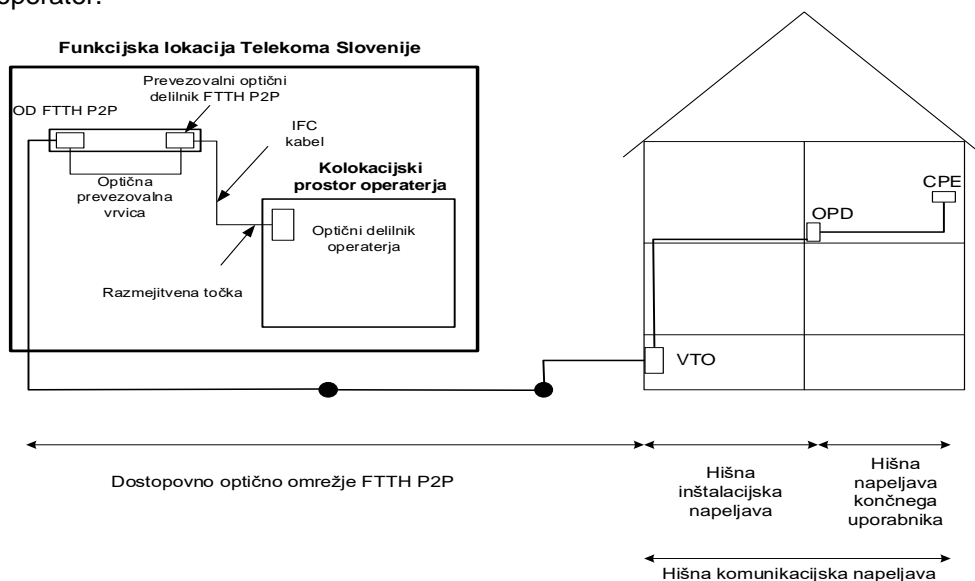 operator.
Funkcijska lokacija Telekoma Slovenije
Prevezovalni optični
delilnik FTTH P2P
OD FTTH P2P
IFC
kabel
Optična
prevezovalna
vrvica
Kolokacijski
prostor operaterja
Optični delilnik
operaterja
Razmejitvena točka
CPE
OPD
VTO
Dostopovno optično omrežje FTTH P2P
Hišna
inštalacijska
napeljava
Hišna
napeljava
končnega
uporabnika
Hišna komunikacijska napeljava